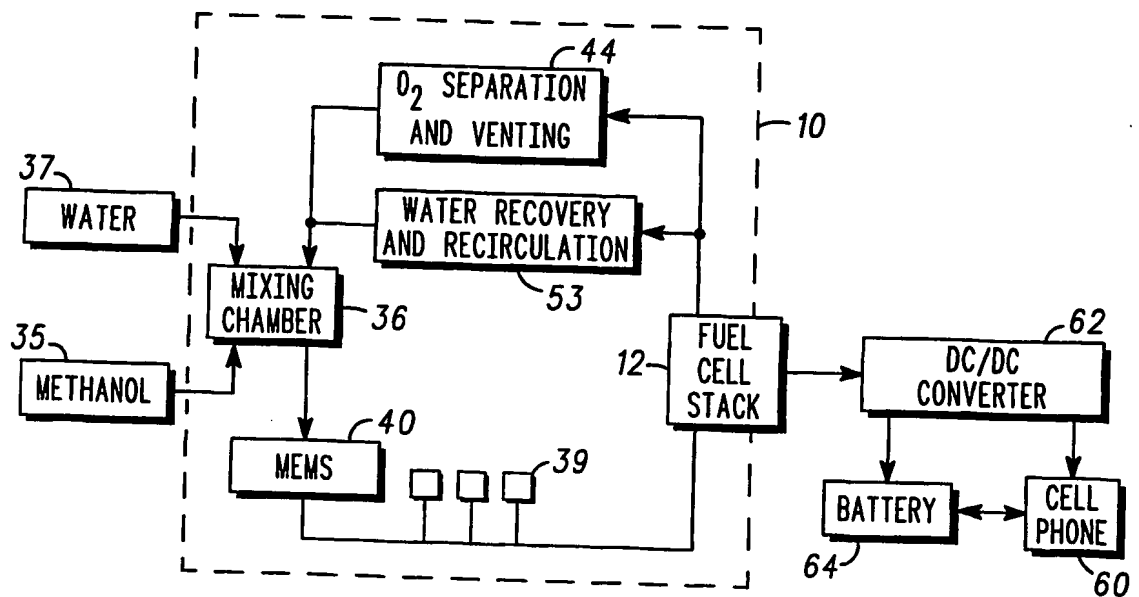 44
O2 SEPARATION
AND VENTING
10
37
WATER
WATER RECOVERY
AND RECIRCULATION
53
MIXING
CHAMBER
36
35
METHANOL
12
FUEL
CELL
STACK
62
DC/DC
CONVERTER
40
MEMS
39
BATTERY
64
CELL
PHONE
60